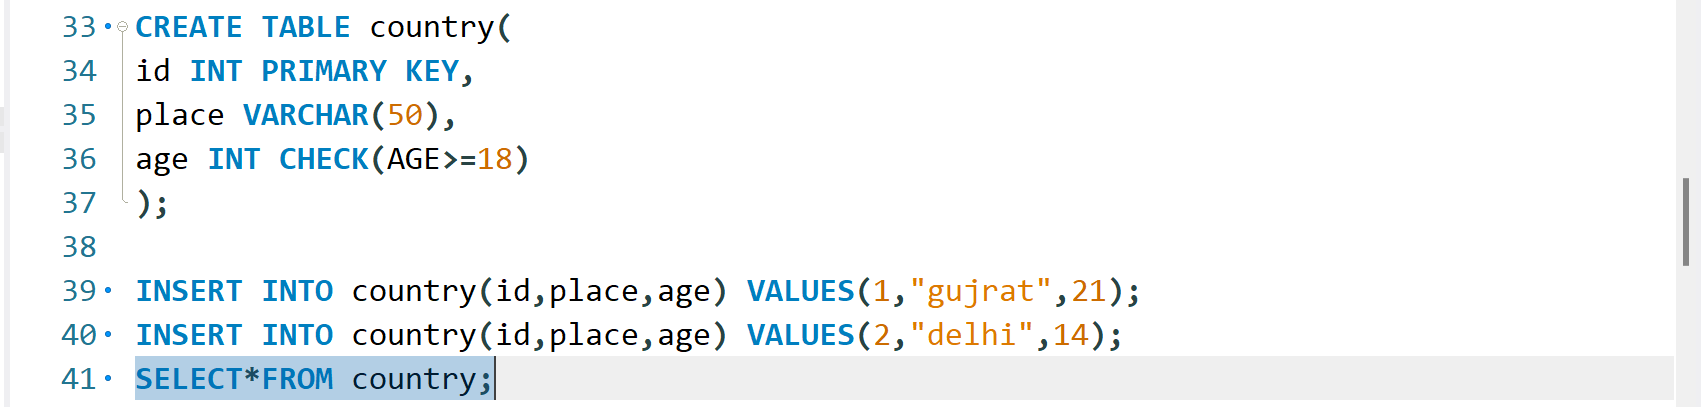 33 CREATE TABLE country(
34 id INT PRIMARY KEY,
35 place VARCHAR(50),
36 age INT CHECK(AGE>=18)
37 );
38
39 INSERT INTO country(id,place,age) VALUES(1,"gujrat",21);
40 INSERT INTO country(id,place,age) VALUES(2,"delhi",14);
41 SELECT*FROM country;